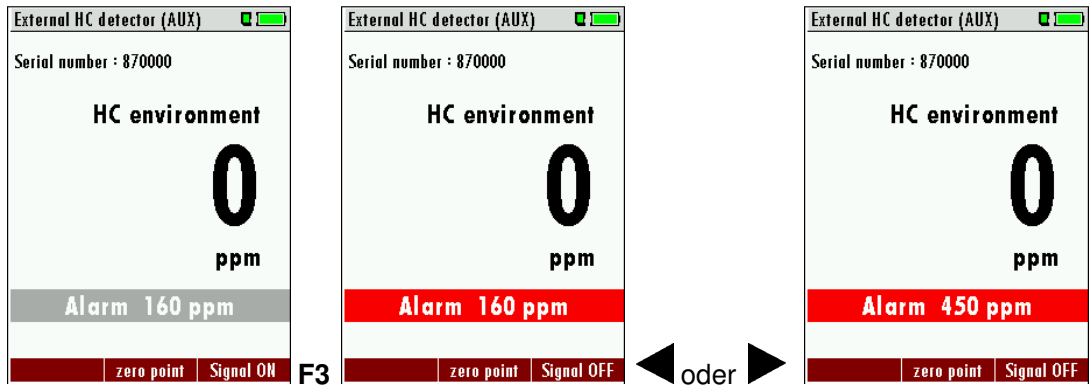 External HC detector (AUX)
Serial number : 870000
HC environment
0
ppm
Alarm 160 ppm
zero point Signal ON
F3
External HC detector (AUX)
Serial number : 870000
HC environment
0
ppm
Alarm 160 ppm
zero point Signal OFF
oder
External HC detector (AUX)
Serial number : 870000
HC environment
0
ppm
Alarm 450 ppm
zero point Signal OFF